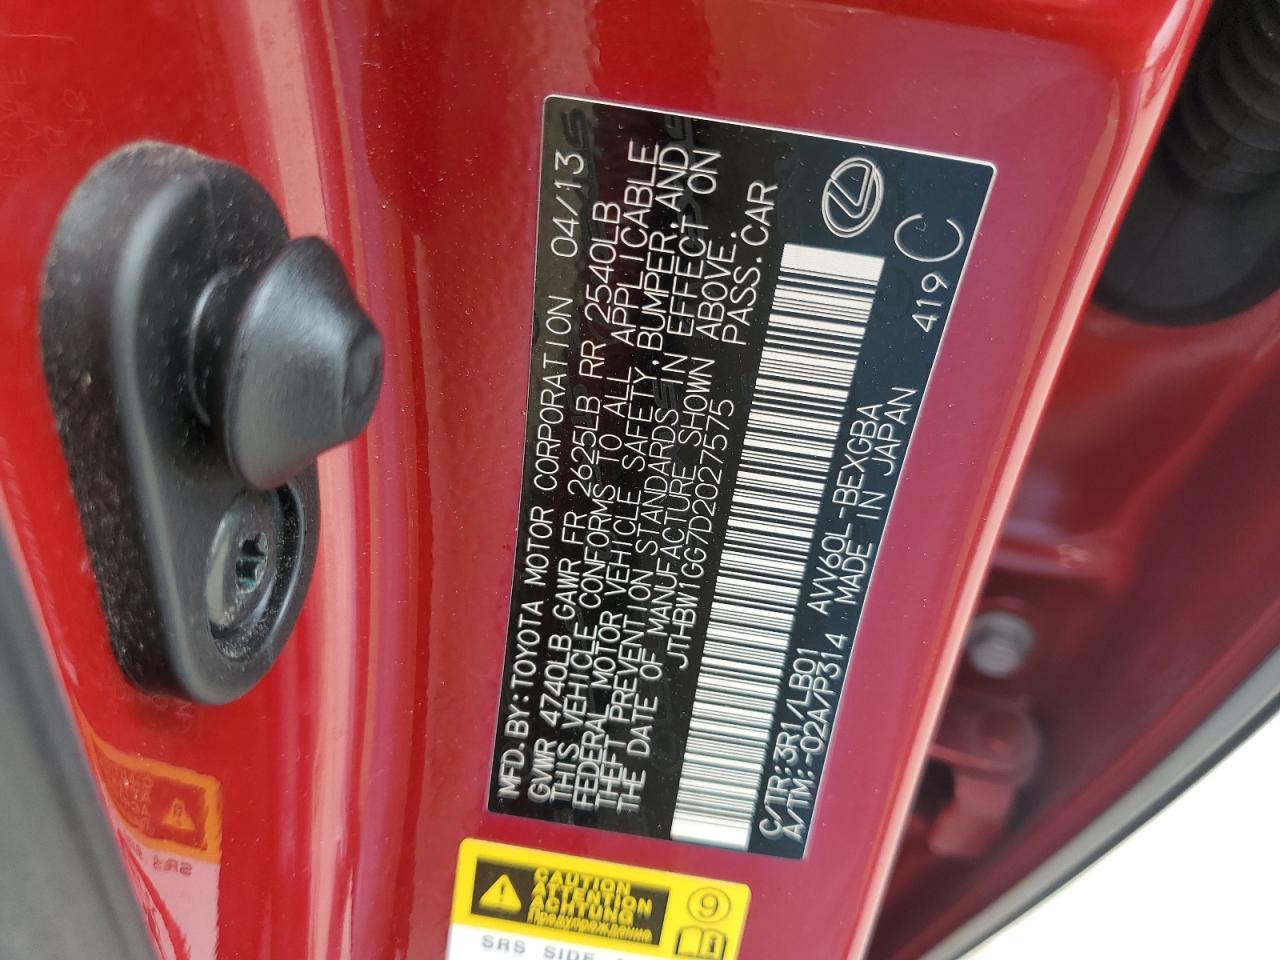 MFD.BY:TOYOTA MOTOR CORPORATION 04/13
GVWR 4740LB GAWR FR 2625LB RR 2540LB
THIS VEHICLE CONFORMS TO ALL APPLICABLE
FEDERAL MOTOR VEHICLE SAFETY,BUMPER,AND
THEFT PREVENTION STANDARDS IN EFFECT ON
THE DATE OF MANUFACTURE SHOWN ABOVE.
JTHBW1GG7D2027575 PASS.CAR
C/TR:3R1/LB01 AVV60L-BEXGBA 419 C
A/TM:-02A/P314 MADE IN JAPAN
CAUTION
ATTENTION
ACHTUNG
Предупреждение
9
SRS SIDE